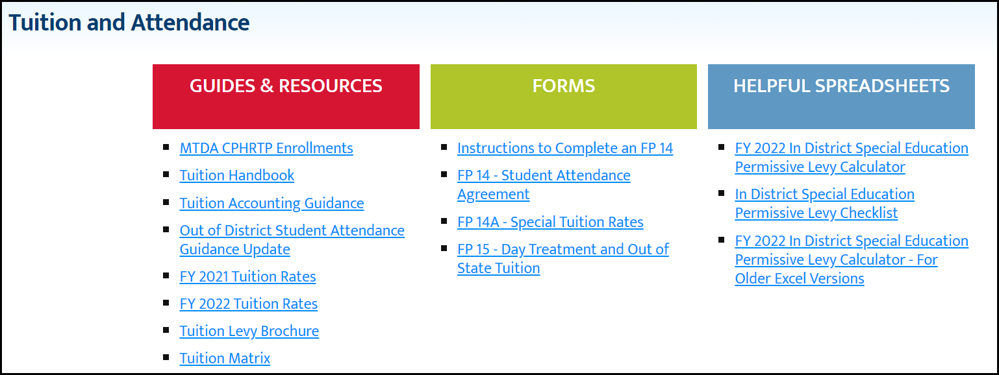 Tuition and Attendance
GUIDES & RESOURCES
MTDA CPHRTP Enrollments
Tuition Handbook
Tuition Accounting Guidance
Out of District Student Attendance
Guidance Update
FY 2021 Tuition Rates
FY 2022 Tuition Rates
Tuition Levy Brochure
Tuition Matrix
FORMS
Instructions to Complete an FP 14
FP 14 - Student Attendance
Agreement
FP 14A - Special Tuition Rates
FP 15 - Day Treatment and Out of
State Tuition
HELPFUL SPREADSHEETS
FY 2022 In District Special Education
Permissive Levy Calculator
In District Special Education
Permissive Levy Checklist
FY 2022 In District Special Education
Permissive Levy Calculator - For
Older Excel Versions